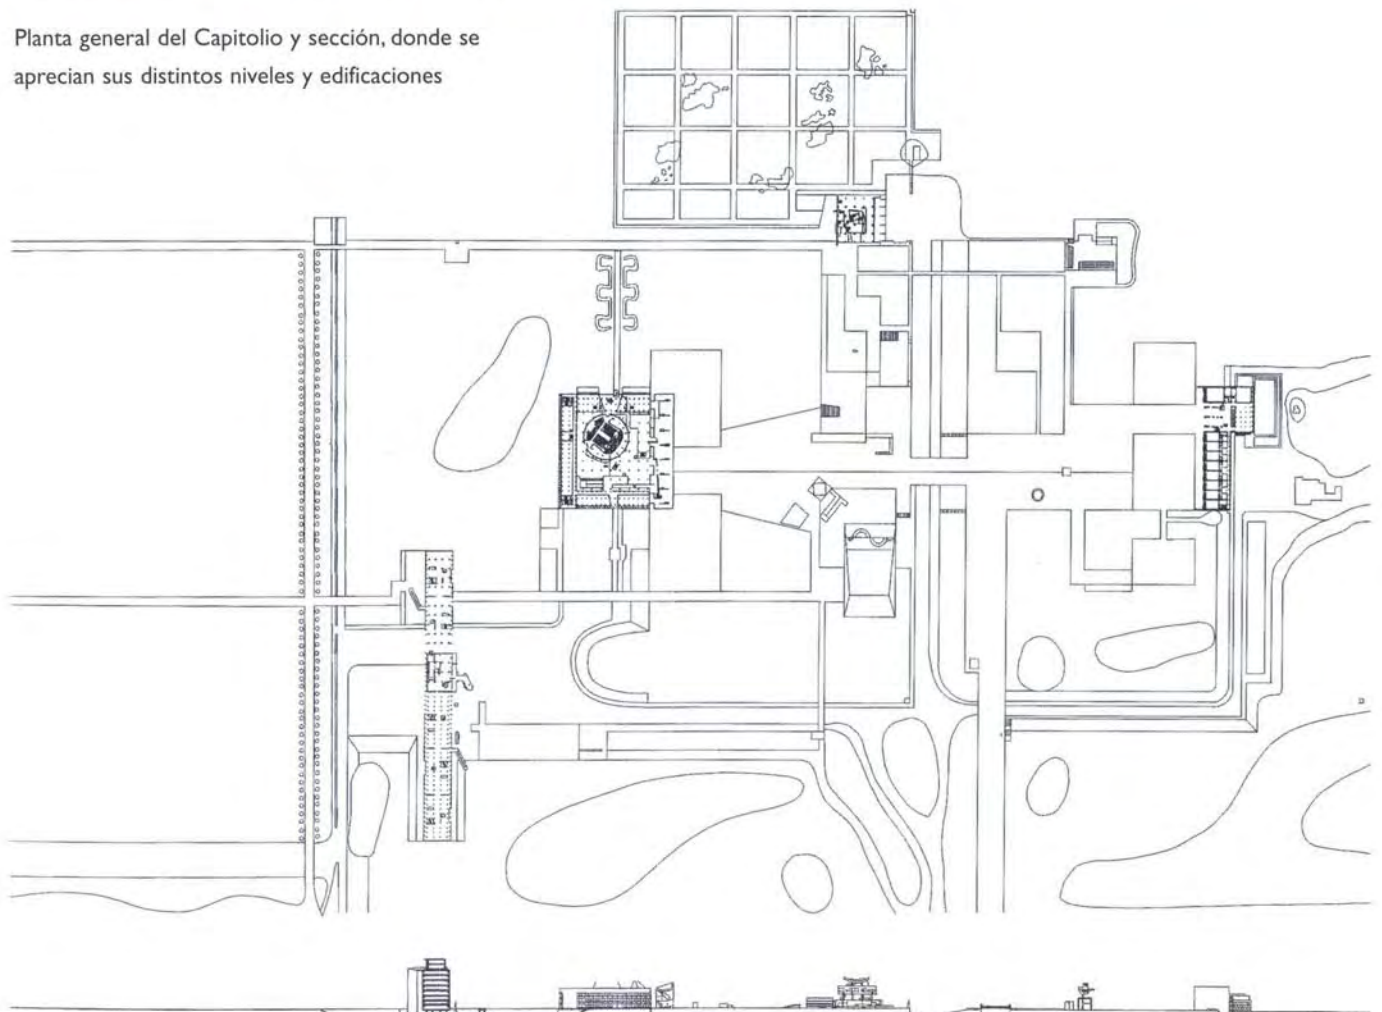 Planta general del Capitolio y sección, donde se
aprecian sus distintos niveles y edificaciones